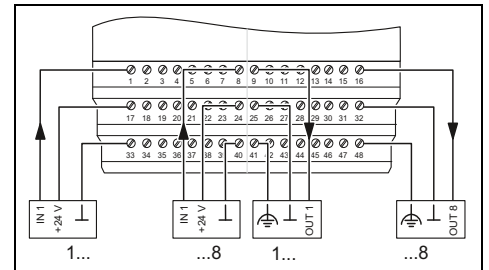 1 2 3 4 5 6 7 8 9 10 11 12 13 14 15 16
17 18 19 20 21 22 23 24 25 26 27 28 29 30 31 32
33 34 35 36 37 38 39 40 41 42 43 44 45 46 47 48
IN 1 +24 V IN 1 +24 V OUT 1 OUT 8
1... ...8 1... ...8